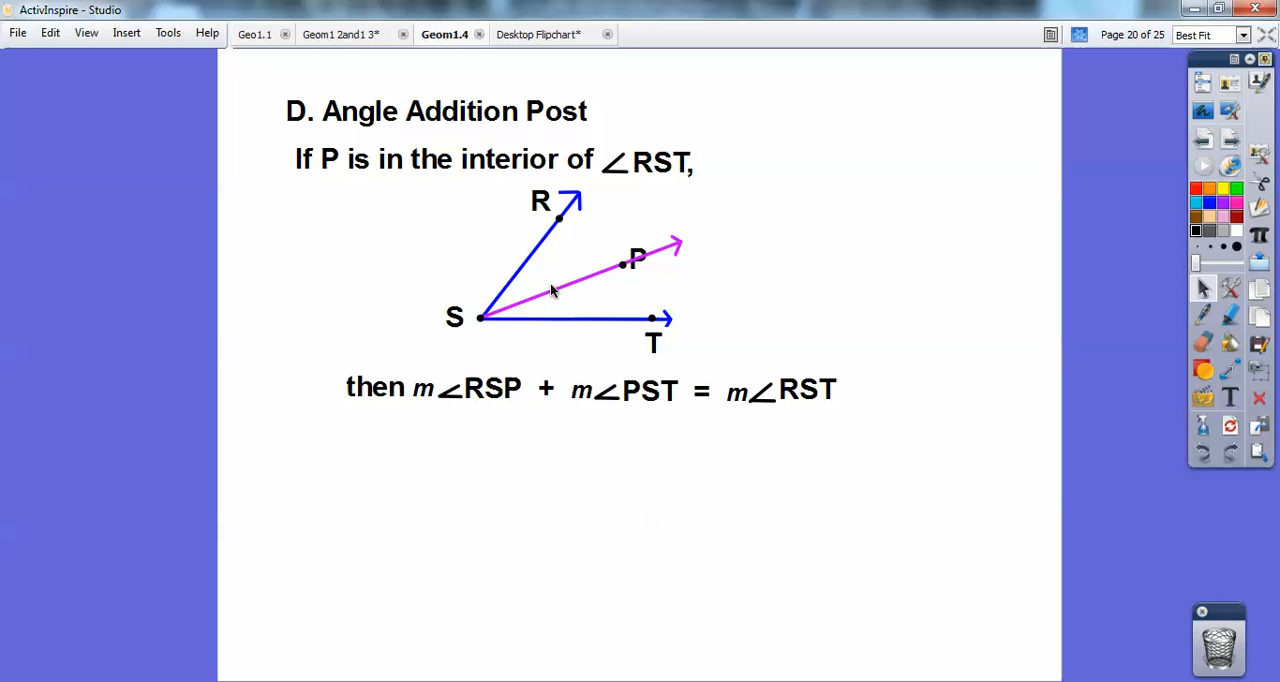 ActivInspire - Studio
File Edit View Insert Tools Help
Geo1.1 Geom1 2and1 3* Geom1.4 Desktop Flipchart* Page 20 of 25 Best Fit
D. Angle Addition Post
If P is in the interior of ∠RST,
R
P
S
T
then m∠RSP + m∠PST = m∠RST